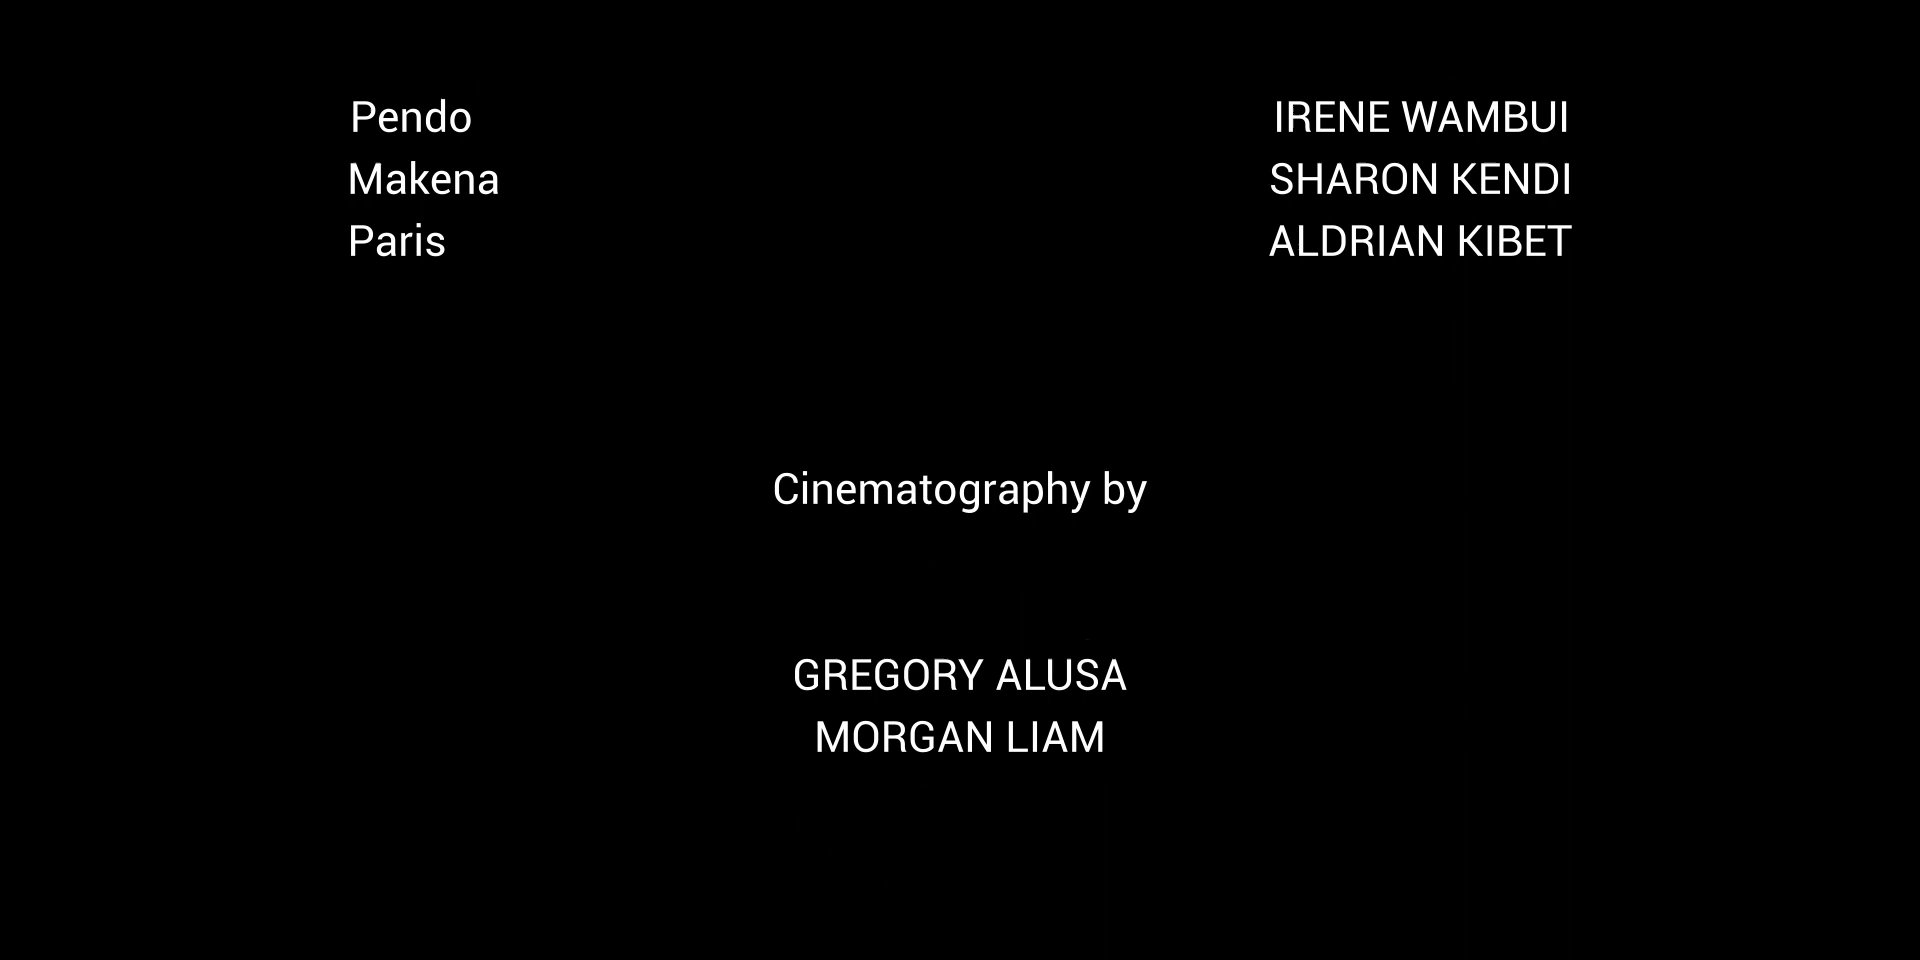 Pendo IRENE WAMBUI
Makena SHARON KENDI
Paris ALDRIAN KIBET
Cinematography by
GREGORY ALUSA
MORGAN LIAM